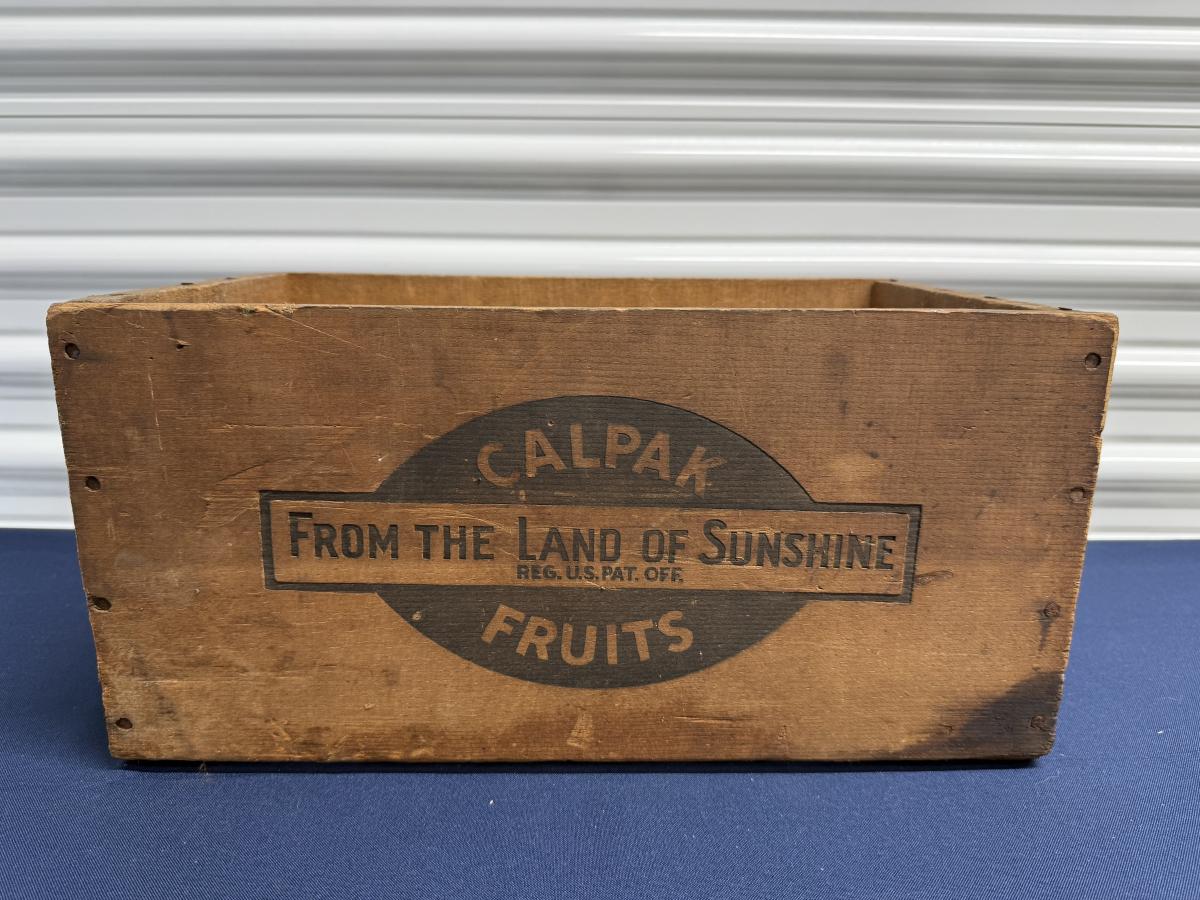 CALPAK
FROM THE LAND OF SUNSHINE
REG. U.S. PAT. OFF.
FRUITS